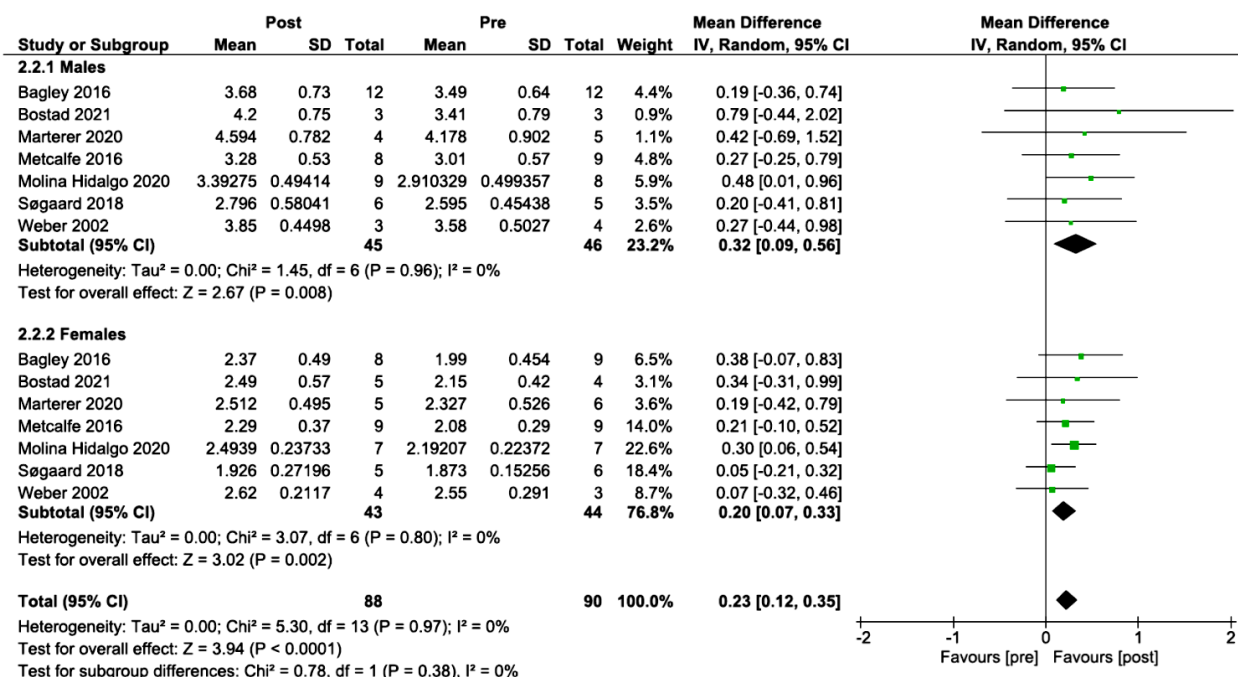 Post Pre Mean Difference Mean Difference
Study or Subgroup Mean SD Total Mean SD Total Weight IV, Random, 95% CI IV, Random, 95% CI
2.2.1 Males
Bagley 2016 3.68 0.73 12 3.49 0.64 12 4.4% 0.19 [-0.36, 0.74]
Bostad 2021 4.2 0.75 3 3.41 0.79 3 0.9% 0.79 [-0.44, 2.02]
Marterer 2020 4.594 0.782 4 4.178 0.902 5 1.1% 0.42 [-0.69, 1.52]
Metcalfe 2016 3.28 0.53 8 3.01 0.57 9 4.8% 0.27 [-0.25, 0.79]
Molina Hidalgo 2020 3.39275 0.49414 9 2.910329 0.499357 8 5.9% 0.48 [0.01, 0.96]
Søgaard 2018 2.796 0.58041 6 2.595 0.45438 5 3.5% 0.20 [-0.41, 0.81]
Weber 2002 3.85 0.4498 3 3.58 0.5027 4 2.6% 0.27 [-0.44, 0.98]
Subtotal (95% CI) 45 46 23.2% 0.32 [0.09, 0.56]
Heterogeneity: Tau² = 0.00; Chi² = 1.45, df = 6 (P = 0.96); I² = 0%
Test for overall effect: Z = 2.67 (P = 0.008)
2.2.2 Females
Bagley 2016 2.37 0.49 8 1.99 0.454 9 6.5% 0.38 [-0.07, 0.83]
Bostad 2021 2.49 0.57 5 2.15 0.42 4 3.1% 0.34 [-0.31, 0.99]
Marterer 2020 2.512 0.495 5 2.327 0.526 6 3.6% 0.19 [-0.42, 0.79]
Metcalfe 2016 2.29 0.37 9 2.08 0.29 9 14.0% 0.21 [-0.10, 0.52]
Molina Hidalgo 2020 2.4939 0.23733 7 2.19207 0.22372 7 22.6% 0.30 [0.06, 0.54]
Søgaard 2018 1.926 0.27196 5 1.873 0.15256 6 18.4% 0.05 [-0.21, 0.32]
Weber 2002 2.62 0.2117 4 2.55 0.291 3 8.7% 0.07 [-0.32, 0.46]
Subtotal (95% CI) 43 44 76.8% 0.20 [0.07, 0.33]
Heterogeneity: Tau² = 0.00; Chi² = 3.07, df = 6 (P = 0.80); I² = 0%
Test for overall effect: Z = 3.02 (P = 0.002)
Total (95% CI) 88 90 100.0% 0.23 [0.12, 0.35]
Heterogeneity: Tau² = 0.00; Chi² = 5.30, df = 13 (P = 0.97); I² = 0%
Test for overall effect: Z = 3.94 (P < 0.0001)
Test for subgroup differences: Chi² = 0.78, df = 1 (P = 0.38), I² = 0%
-2 -1 0 1 2
Favours [pre] Favours [post]